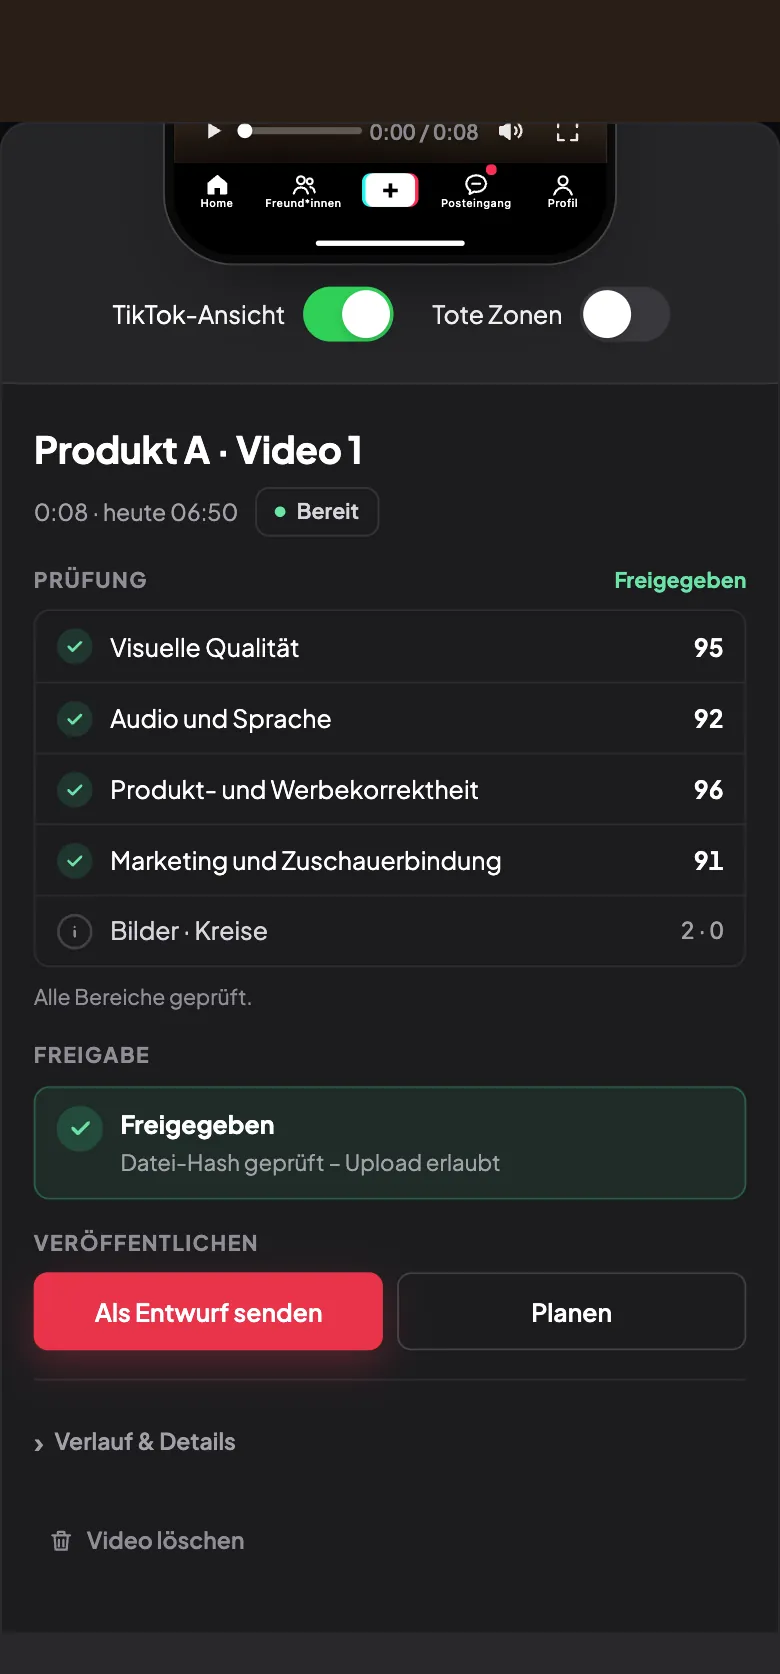 0:00 / 0:08
Home Freund*innen Posteingang Profil
TikTok-Ansicht Tote Zonen
Produkt A · Video 1
0:08 · heute 06:50 Bereit
PRÜFUNG Freigegeben
Visuelle Qualität 95
Audio und Sprache 92
Produkt- und Werbekorrektheit 96
Marketing und Zuschauerbindung 91
Bilder · Kreise 2 · 0
Alle Bereiche geprüft.
FREIGABE
Freigegeben
Datei-Hash geprüft – Upload erlaubt
VERÖFFENTLICHEN
Als Entwurf senden Planen
› Verlauf & Details
Video löschen